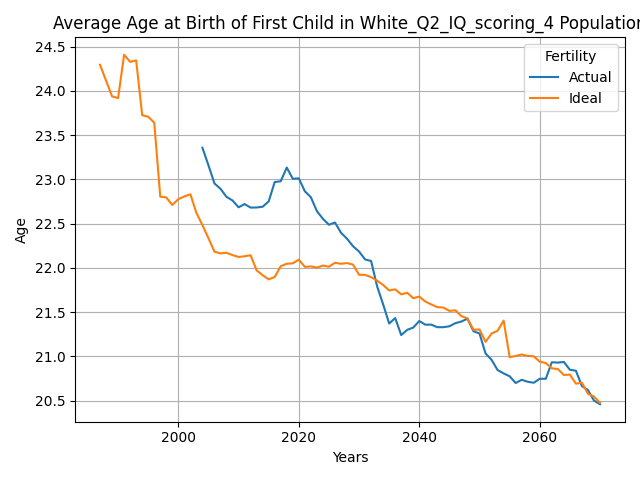 Average Age at Birth of First Child in White_Q2_IQ_scoring_4 Population
Fertility
Actual
Ideal
24.5
24.0
23.5
23.0
22.5
22.0
21.5
21.0
20.5
Age
2000
2020
2040
2060
Years